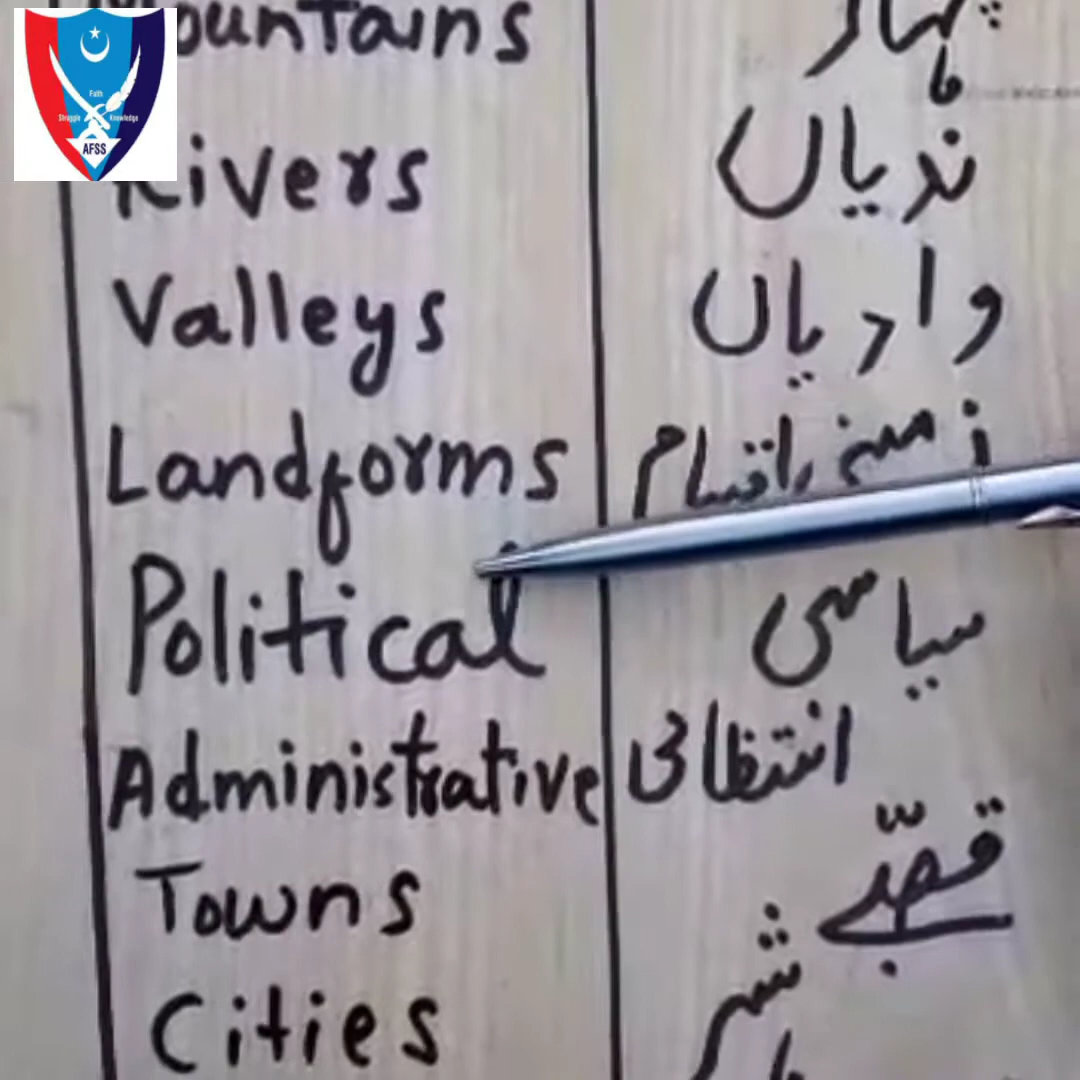 Faith
Struggle Knowledge
AFSS
ountains پہاڑ
Rivers ندیاں
Valleys وادیاں
Landforms زمینی اقسام
Political سیاسی
Administrative انتظامی
Towns قصبے
Cities شہر